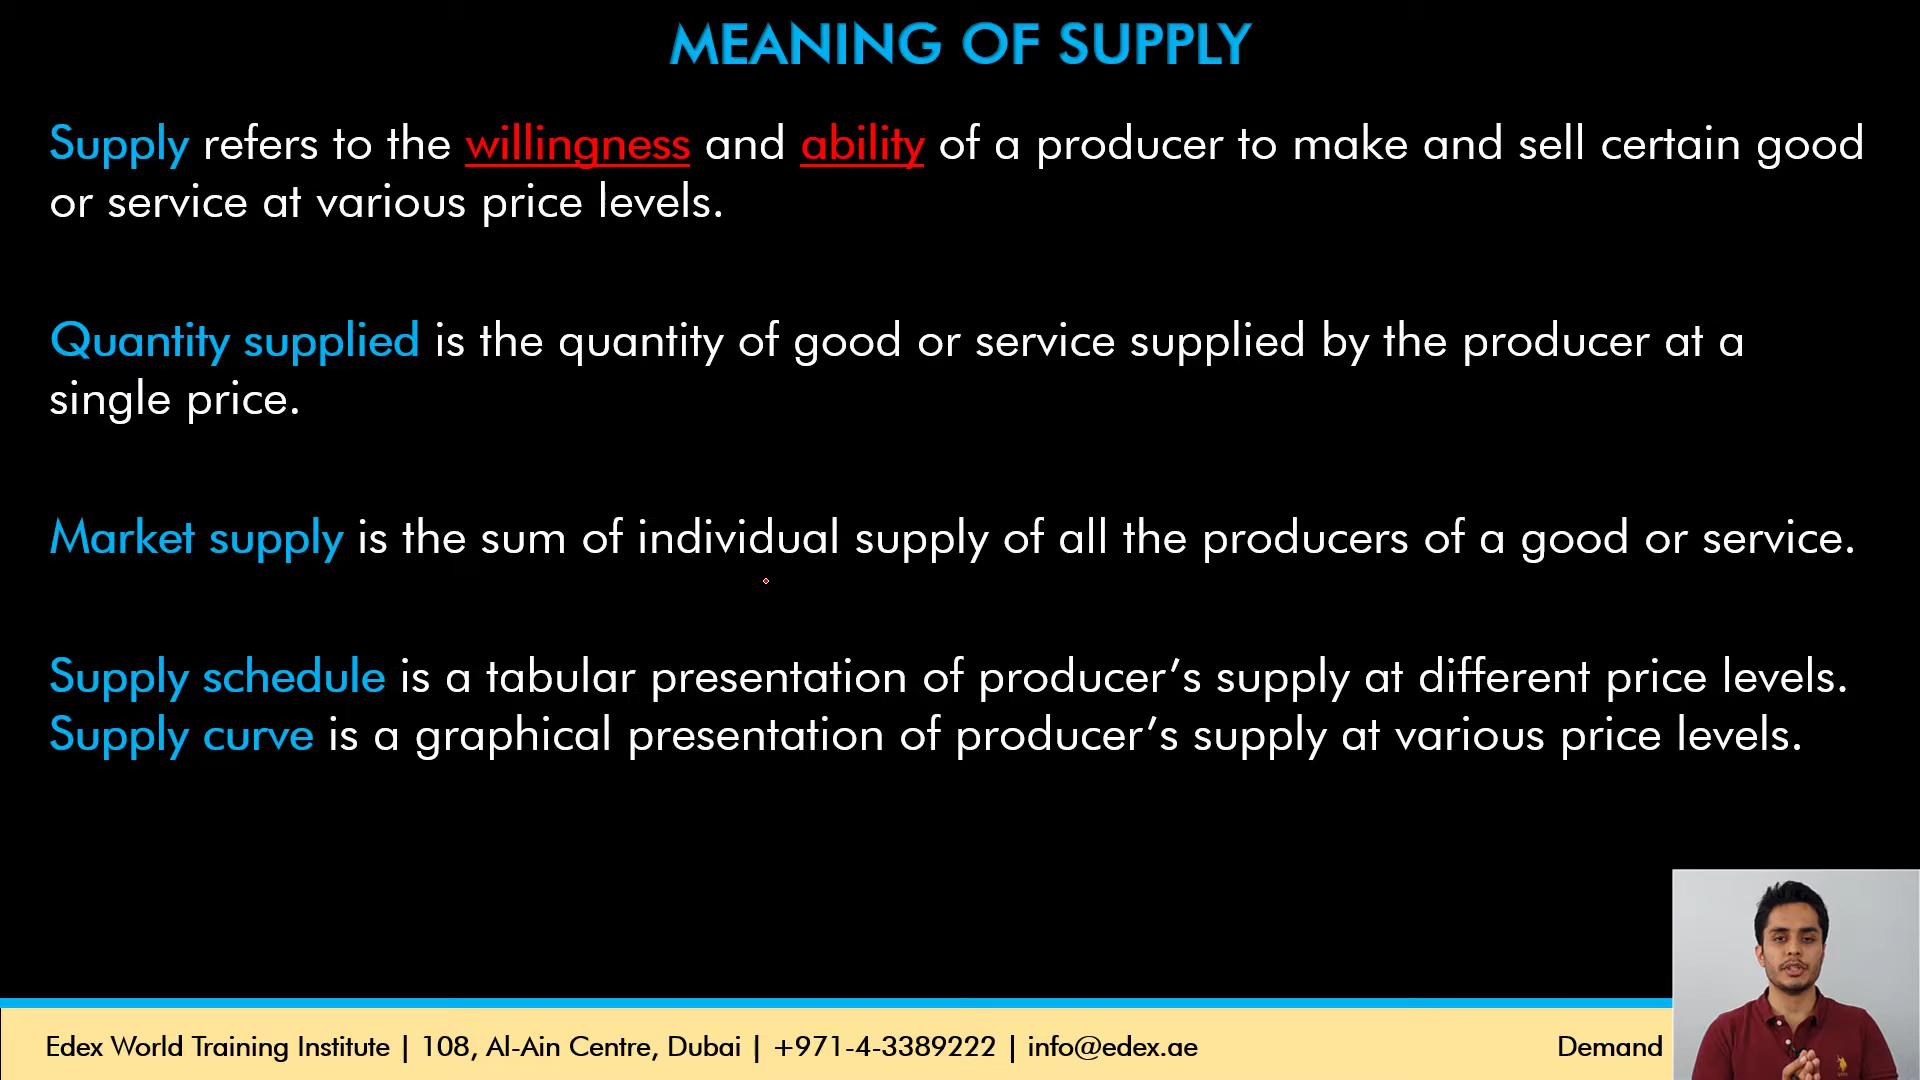 MEANING OF SUPPLY
Supply refers to the willingness and ability of a producer to make and sell certain good
or service at various price levels.
Quantity supplied is the quantity of good or service supplied by the producer at a
single price.
Market supply is the sum of individual supply of all the producers of a good or service.
Supply schedule is a tabular presentation of producer’s supply at different price levels.
Supply curve is a graphical presentation of producer’s supply at various price levels.
Edex World Training Institute | 108, Al-Ain Centre, Dubai | +971-4-3389222 | info@edex.ae
Demand